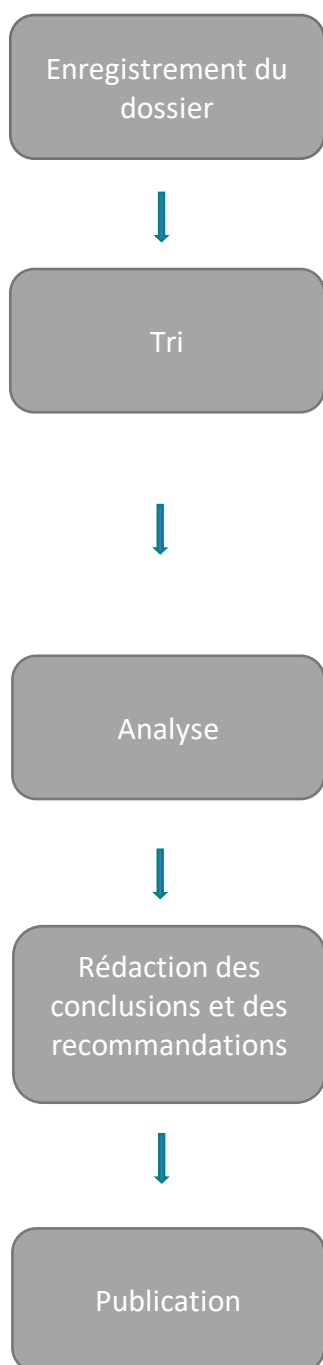 Enregistrement du
dossier
Tri
Analyse
Rédaction des
conclusions et des
recommandations
Publication